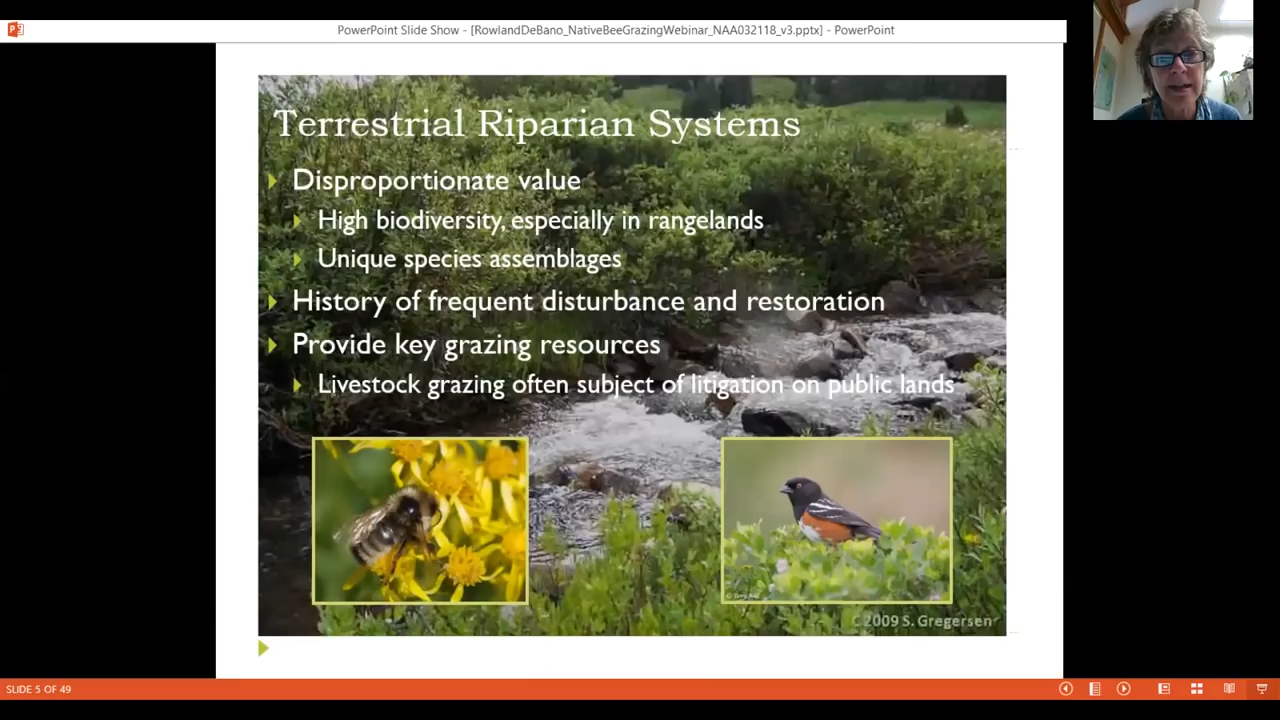 PowerPoint Slide Show - [RowlandDeBano_NativeBeeGrazingWebinar_NAA032118_v3.pptx] - PowerPoint
Terrestrial Riparian Systems
Disproportionate value
High biodiversity, especially in rangelands
Unique species assemblages
History of frequent disturbance and restoration
Provide key grazing resources
Livestock grazing often subject of litigation on public lands
©2009 S. Gregersen
SLIDE 5 OF 49